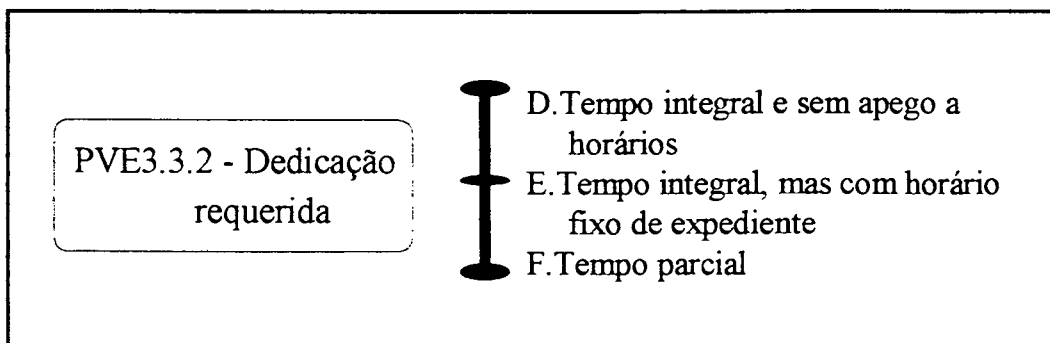 PVE3.3.2 - Dedicação
requerida
D.Tempo integral e sem apego a
horários
E.Tempo integral, mas com horário
fixo de expediente
F.Tempo parcial